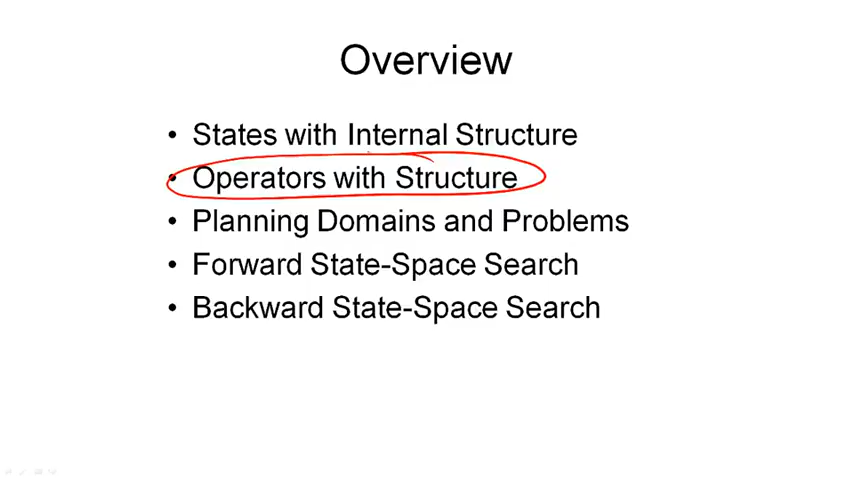 Overview
• States with Internal Structure
• Operators with Structure
• Planning Domains and Problems
• Forward State-Space Search
• Backward State-Space Search